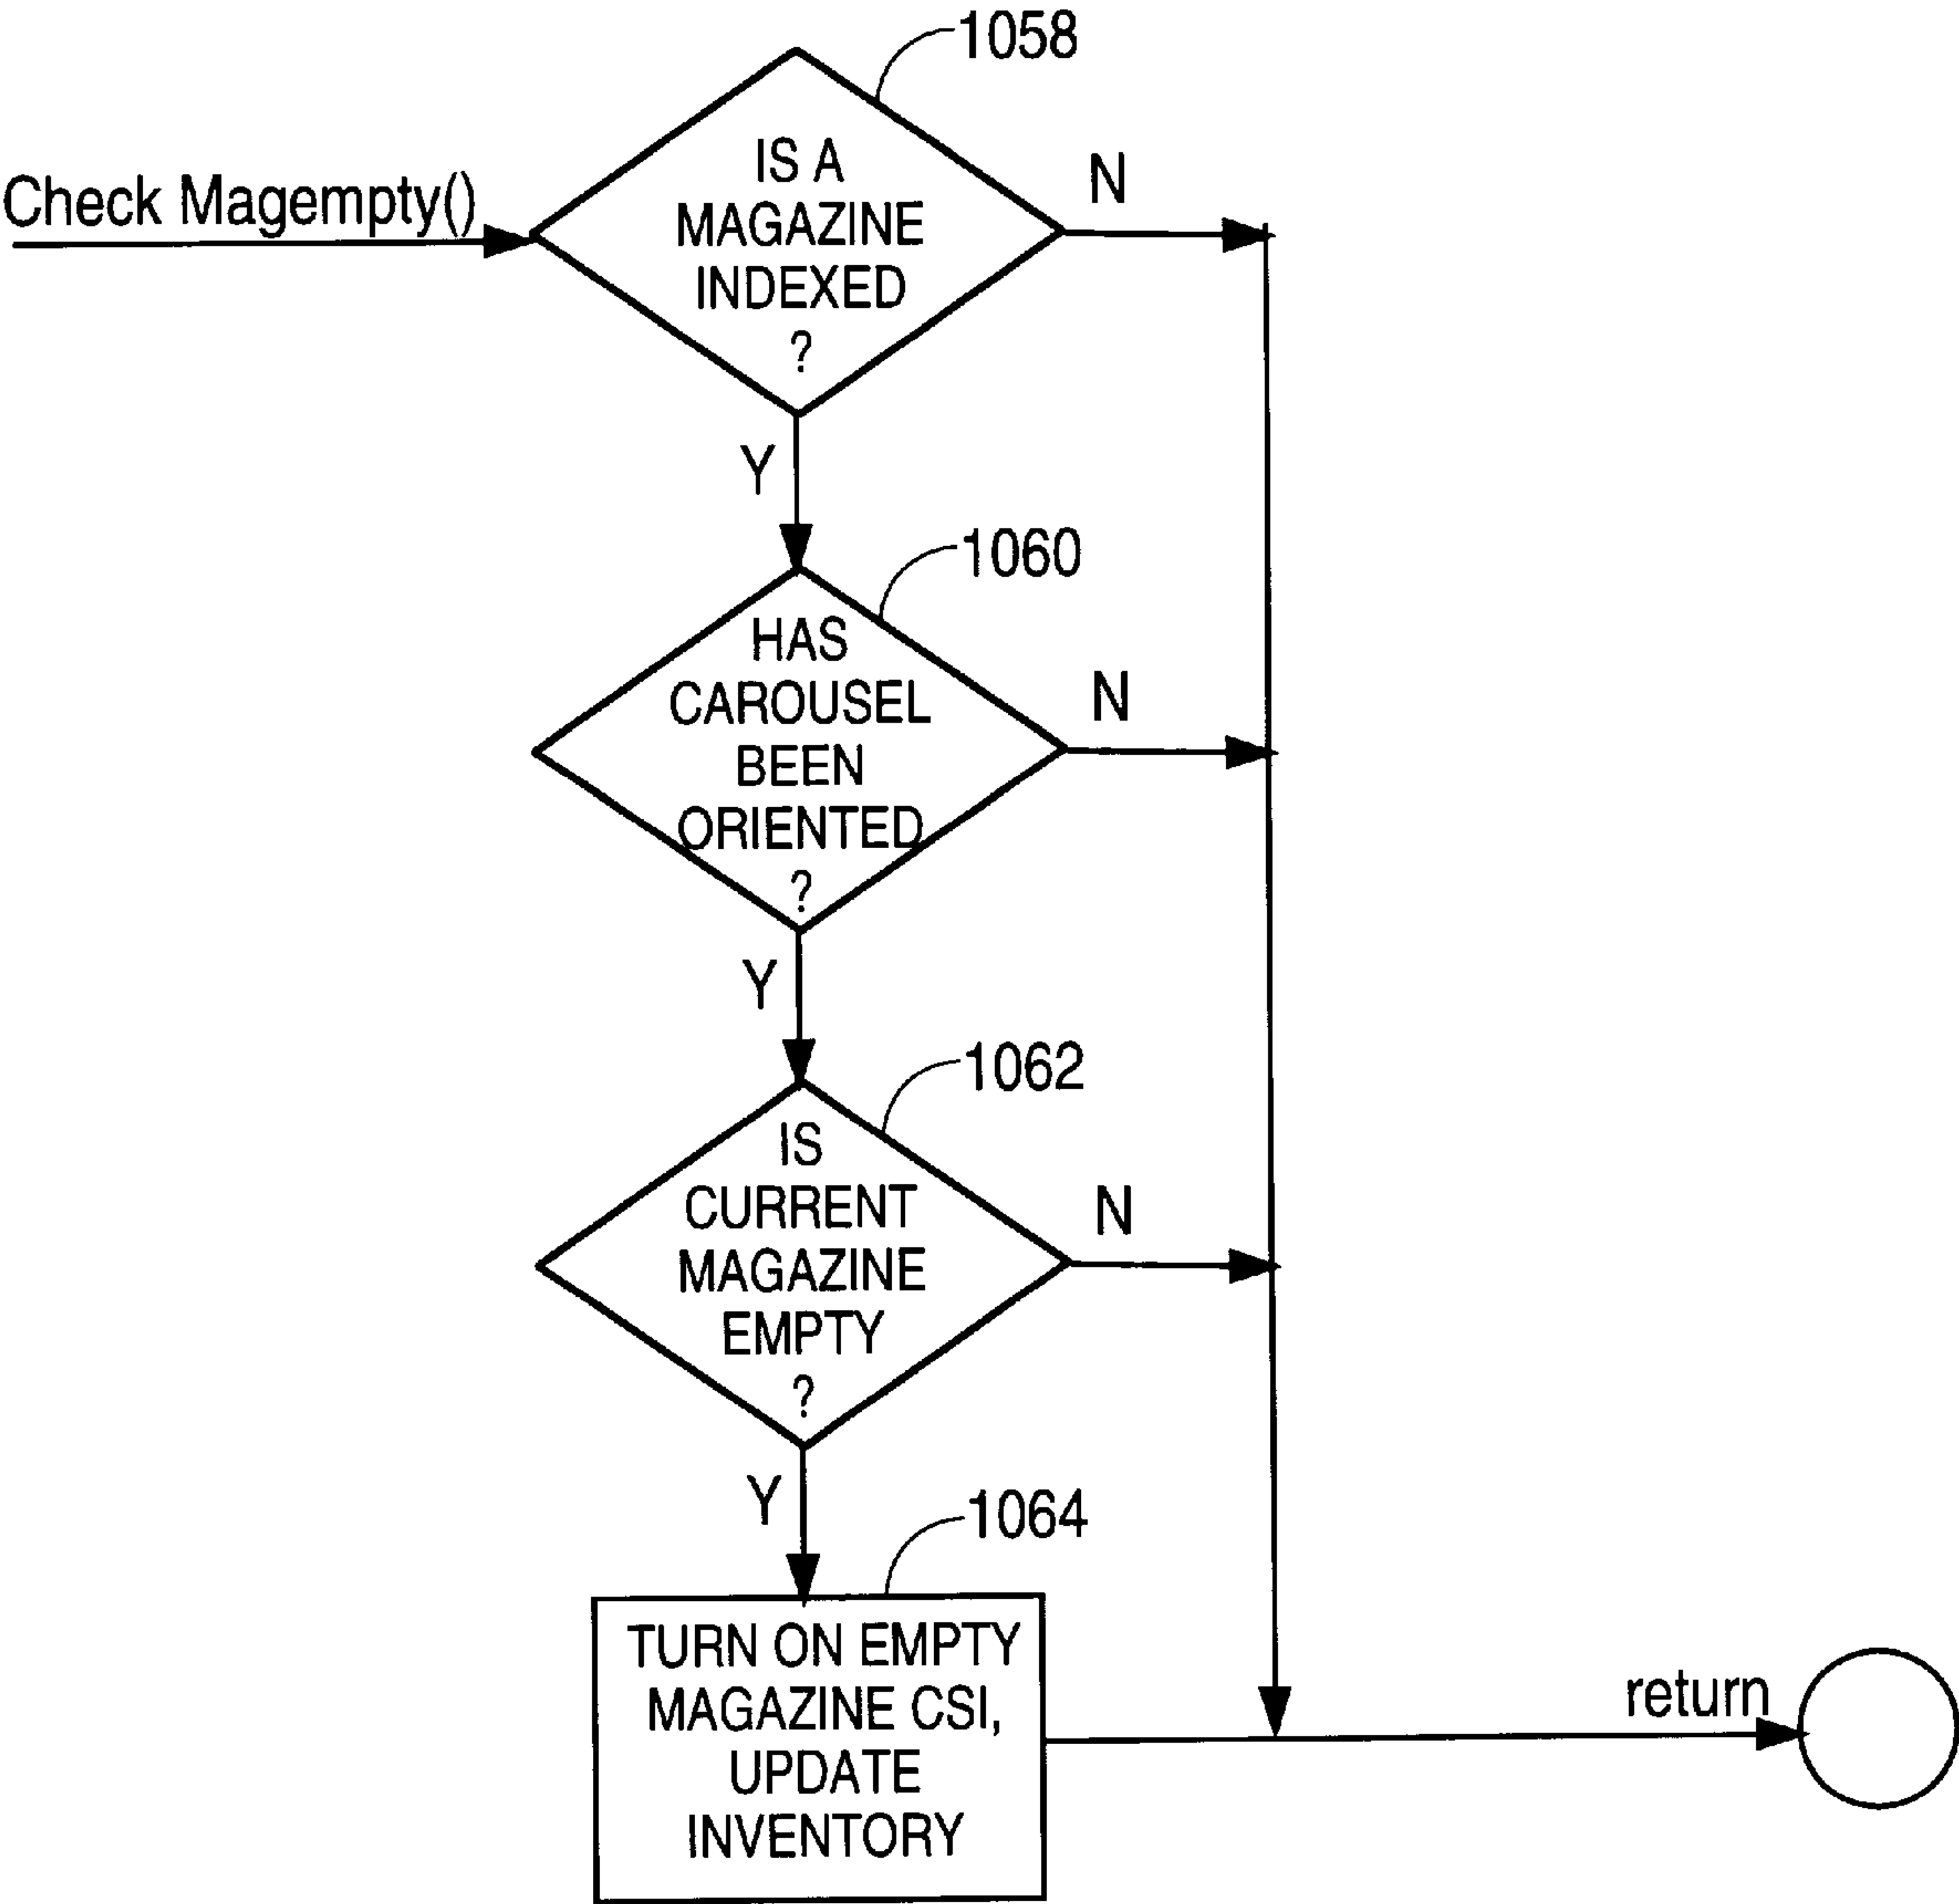 1058
Check Magempty()
IS A
MAGAZINE
INDEXED
?
N
Y
1060
HAS
CAROUSEL
BEEN
ORIENTED
?
N
Y
1062
IS
CURRENT
MAGAZINE
EMPTY
?
N
Y
1064
TURN ON EMPTY
MAGAZINE CSI,
UPDATE
INVENTORY
return